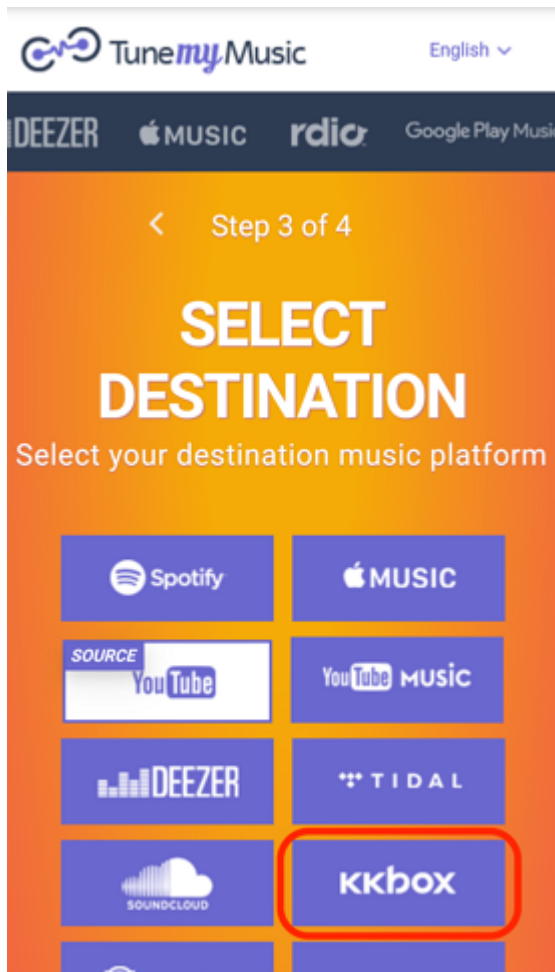 TunemyMusic
English
DEEZER
MUSIC
rdio
Google Play Music
Step 3 of 4
SELECT
DESTINATION
Select your destination music platform
Spotify
MUSIC
SOURCE
YouTube
YouTube MUSIC
DEEZER
TIDAL
SOUNDCLOUD
KKBOX